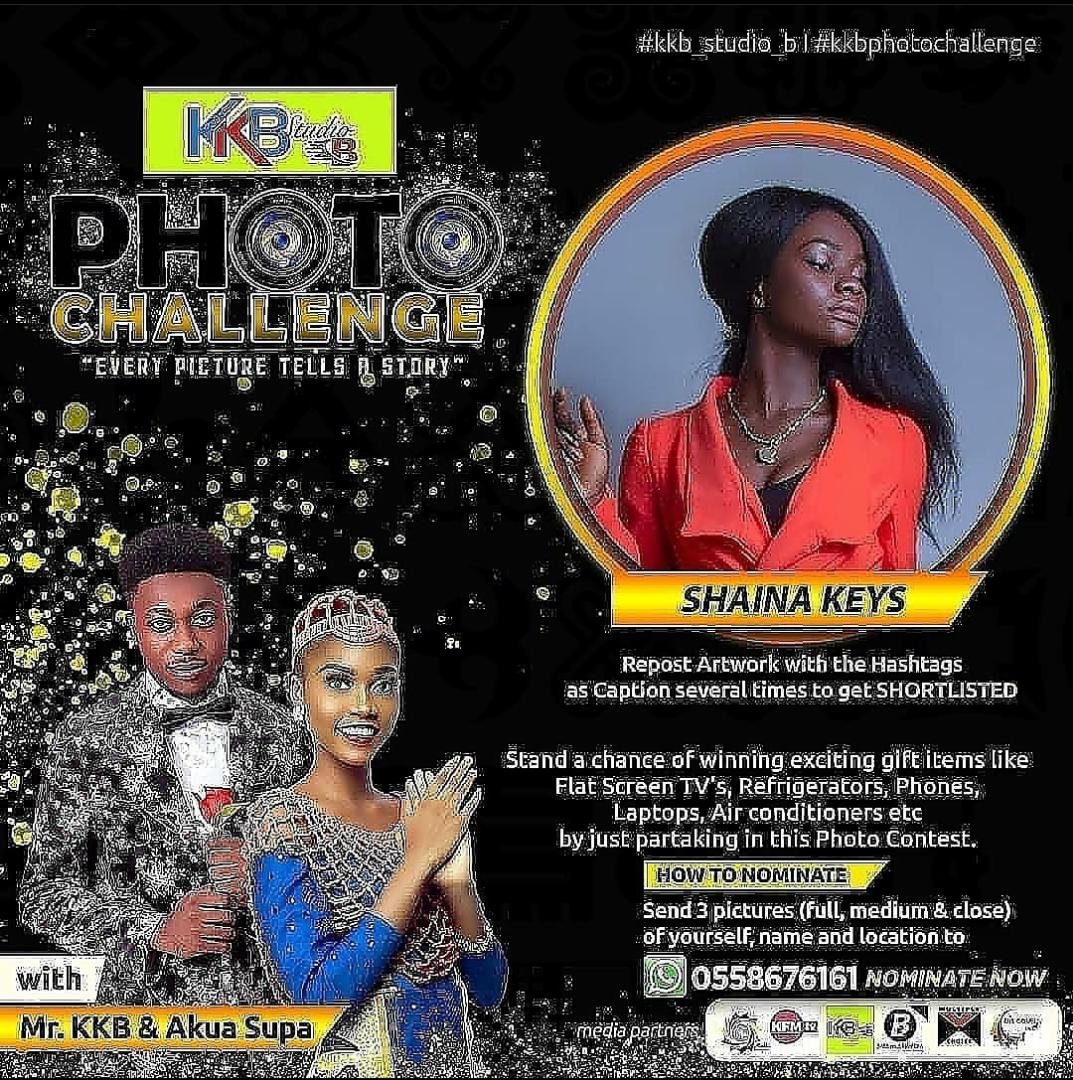 #kkb_studio_b I #kkbphotochallenge
KKB Studio B
PHOTO
CHALLENGE
"EVERY PICTURE TELLS A STORY"
SHAINA KEYS
Repost Artwork with the Hashtags
as Caption several times to get SHORTLISTED
Stand a chance of winning exciting gift items like
Flat Screen TV's, Refrigerators, Phones,
Laptops, Air conditioners etc
by just partaking in this Photo Contest.
HOW TO NOMINATE
Send 3 pictures (full, medium & close)
of yourself, name and location to
0558676161 NOMINATE NOW
with
Mr. KKB & Akua Supa
media partners
KKB
B
CHOICE